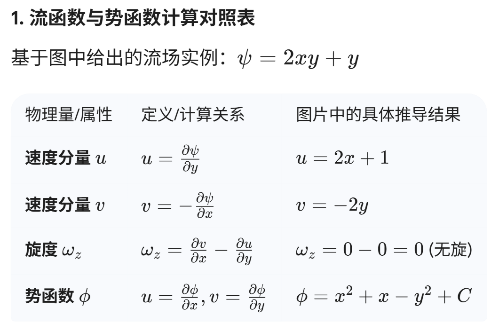 1. 流函数与势函数计算对照表
基于图中给出的流场实例：ψ = 2xy + y
物理量/属性 定义/计算关系 图片中的具体推导结果
速度分量 u u = ∂ψ/∂y u = 2x + 1
速度分量 v v = −∂ψ/∂x v = −2y
旋度 ω_z ω_z = ∂v/∂x − ∂u/∂y ω_z = 0 − 0 = 0 (无旋)
势函数 ϕ u = ∂ϕ/∂x, v = ∂ϕ/∂y ϕ = x² + x − y² + C